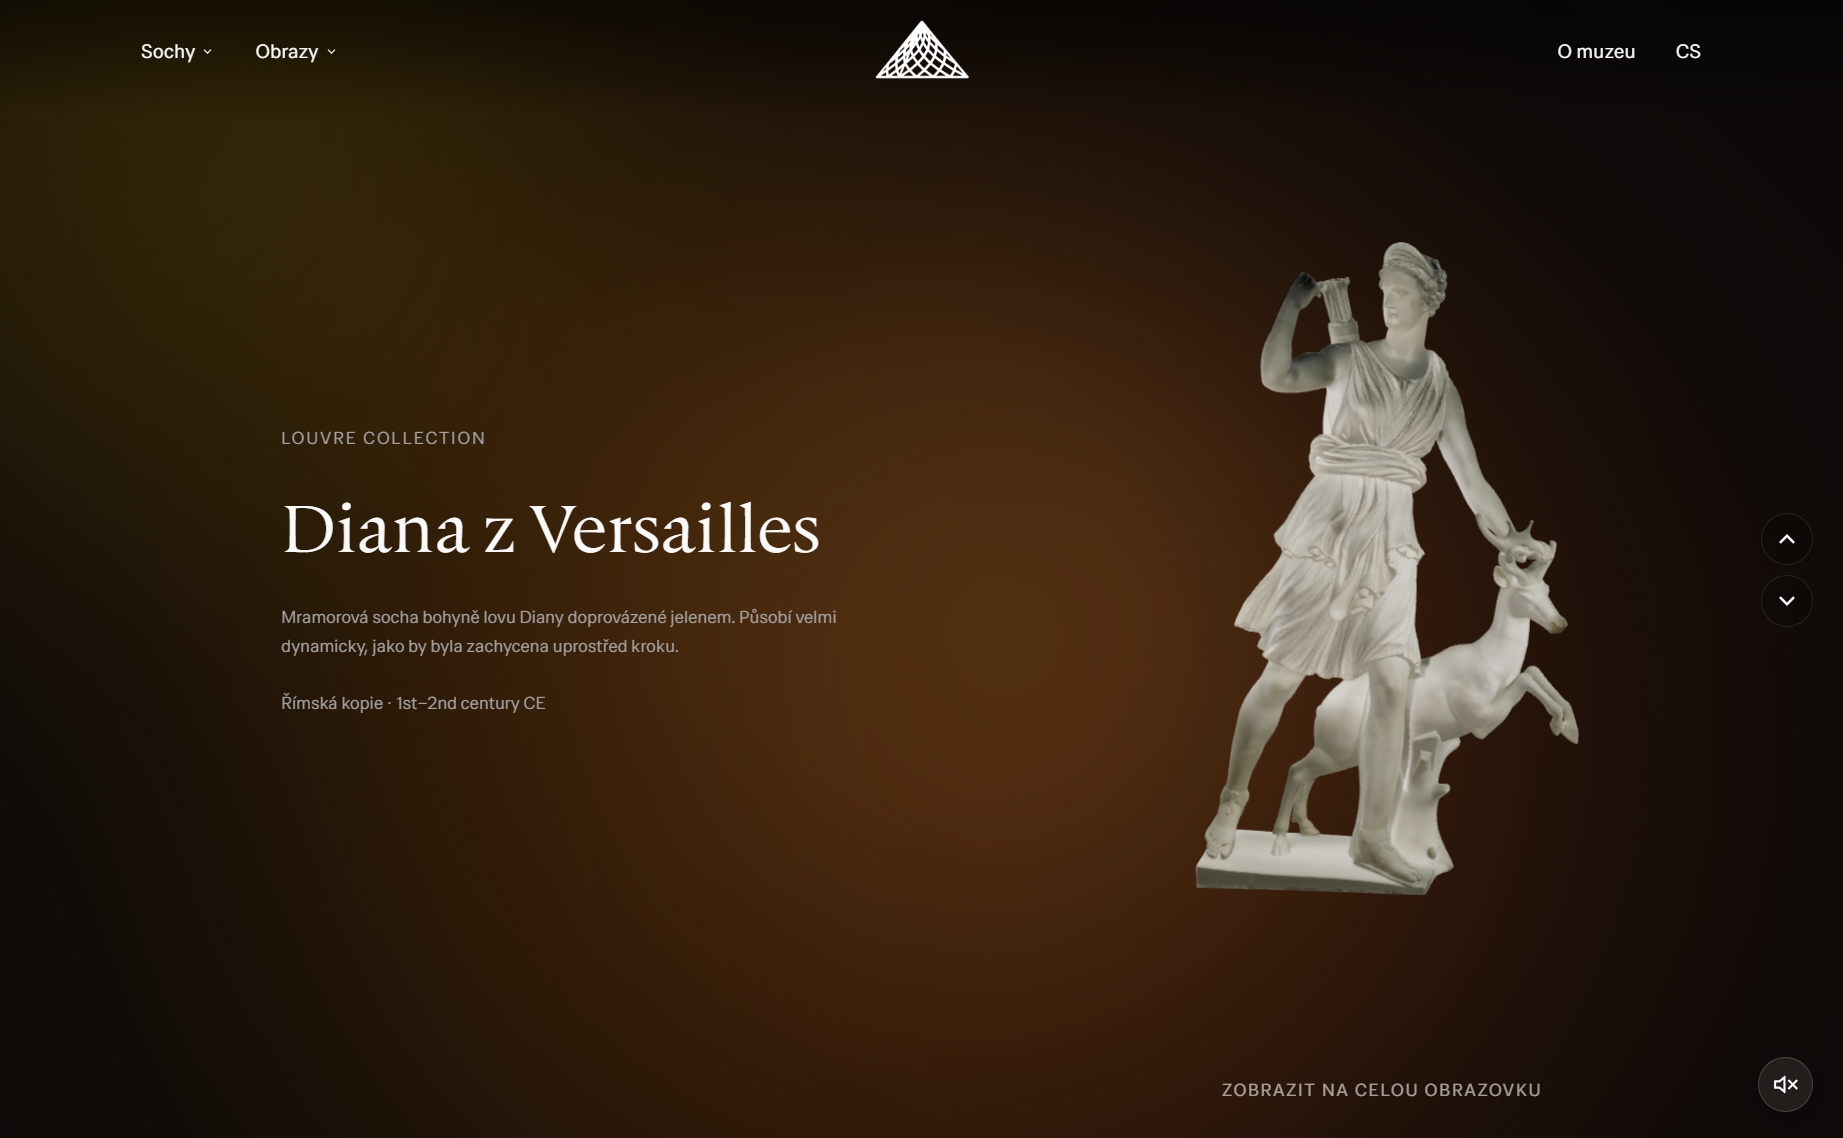 Sochy
Obrazy
O muzeu
CS
LOUVRE COLLECTION
Diana z Versailles
Mramorová socha bohyně lovu Diany doprovázené jelenem. Působí velmi
dynamicky, jako by byla zachycena uprostřed kroku.
Římská kopie · 1st–2nd century CE
ZOBRAZIT NA CELOU OBRAZOVKU